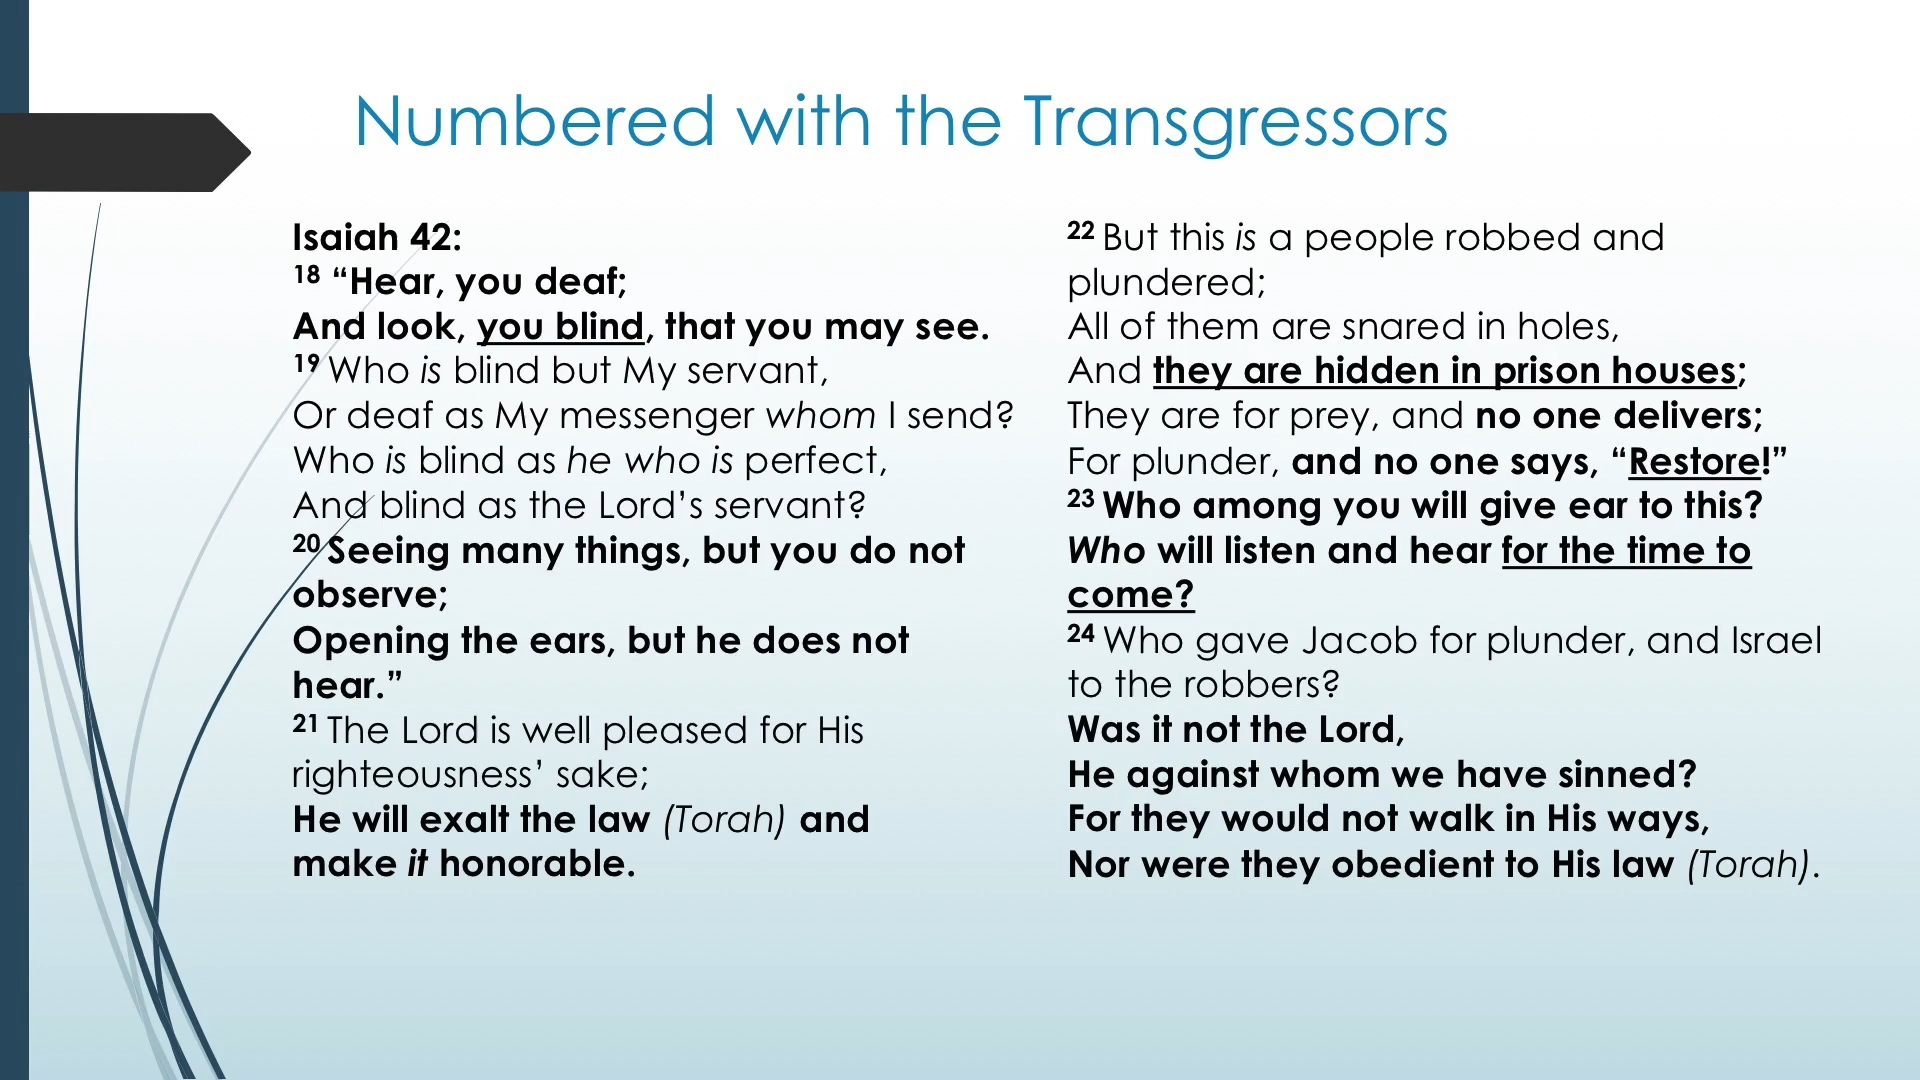 Numbered with the Transgressors
Isaiah 42:
18 “Hear, you deaf;
And look, you blind, that you may see.
19 Who is blind but My servant,
Or deaf as My messenger whom I send?
Who is blind as he who is perfect,
And blind as the Lord’s servant?
20 Seeing many things, but you do not
observe;
Opening the ears, but he does not
hear.”
21 The Lord is well pleased for His
righteousness’ sake;
He will exalt the law (Torah) and
make it honorable.
22 But this is a people robbed and
plundered;
All of them are snared in holes,
And they are hidden in prison houses;
They are for prey, and no one delivers;
For plunder, and no one says, “Restore!”
23 Who among you will give ear to this?
Who will listen and hear for the time to
come?
24 Who gave Jacob for plunder, and Israel
to the robbers?
Was it not the Lord,
He against whom we have sinned?
For they would not walk in His ways,
Nor were they obedient to His law (Torah).